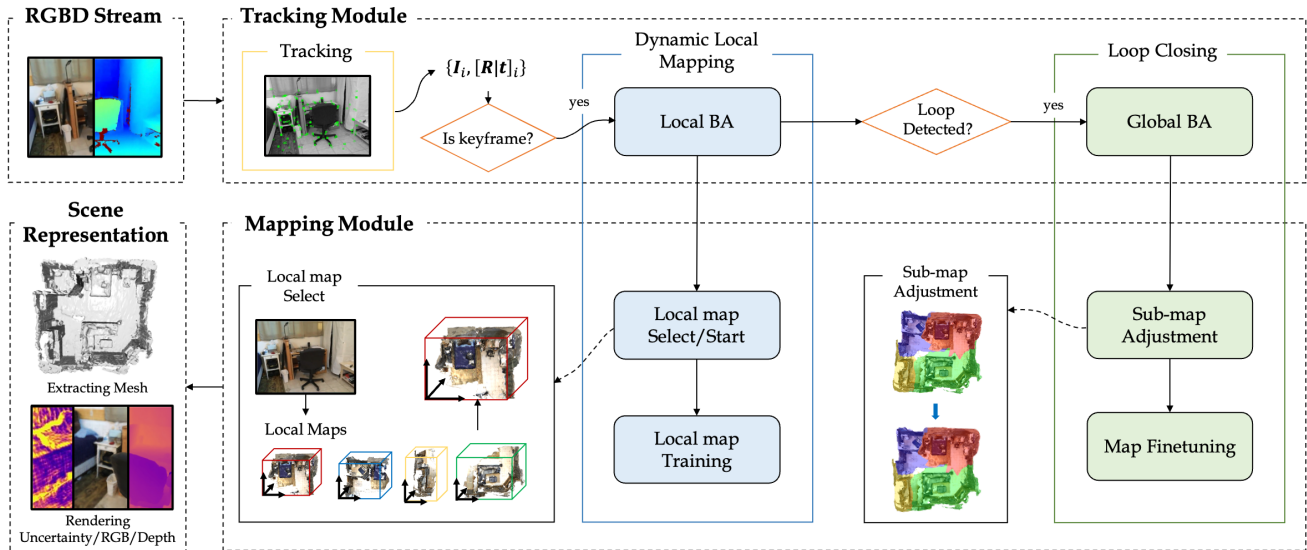 RGBD Stream
Tracking Module
Tracking
{I_i, [R|t]_i}
Is keyframe?
yes
Dynamic Local
Mapping
Local BA
Loop
Detected?
yes
Loop Closing
Global BA
Scene
Representation
Extracting Mesh
Rendering
Uncertainty/RGB/Depth
Mapping Module
Local map
Select
Local Maps
Local map
Select/Start
Local map
Training
Sub-map
Adjustment
Sub-map
Adjustment
Map Finetuning